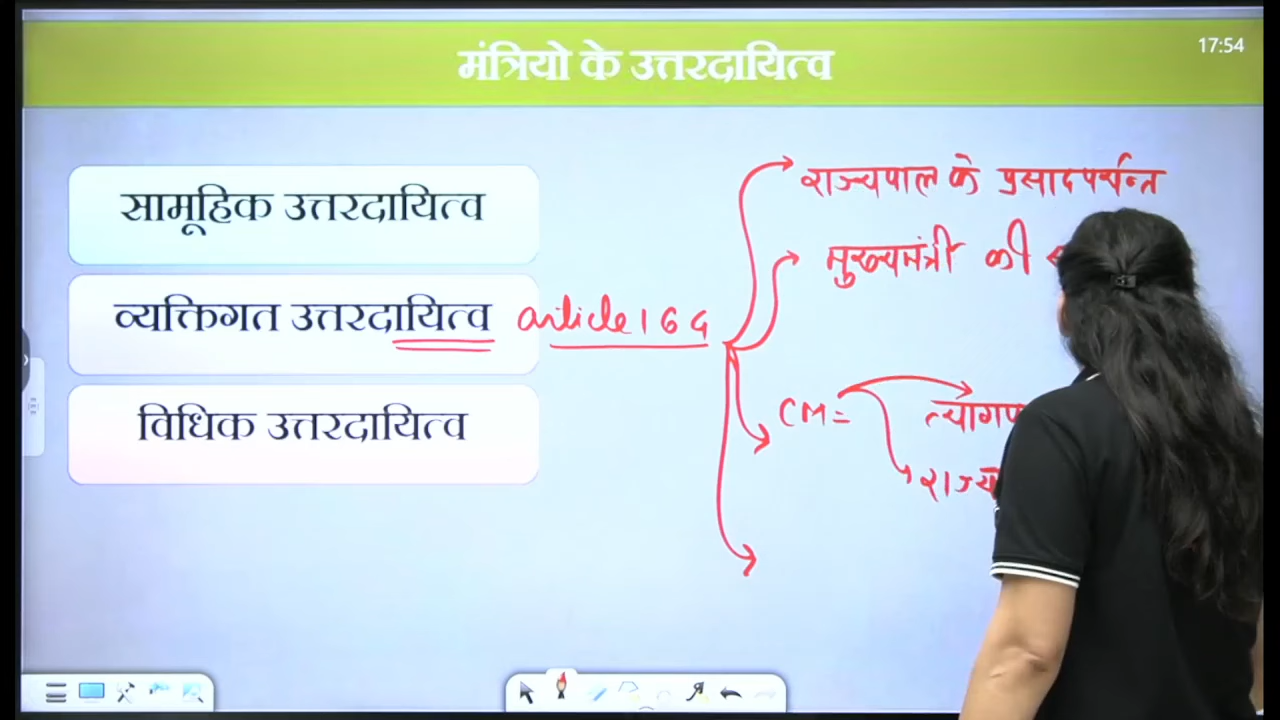 मंत्रियो के उत्तरदायित्व
17:54
सामूहिक उत्तरदायित्व
व्यक्तिगत उत्तरदायित्व
विधिक उत्तरदायित्व
article 164
राज्यपाल के प्रसादपर्यन्त
मुख्यमंत्री की
CM =